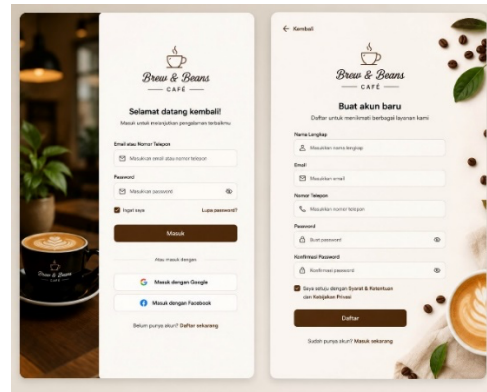 Brew & Beans
CAFÉ
Selamat datang kembali!
Masuk untuk melanjutkan pengalaman terbaikmu
Email atau Nomor Telepon
Masukkan email atau nomor telepon
Password
Masukkan password
Ingat saya
Lupa password?
Masuk
Atau masuk dengan
Masuk dengan Google
Masuk dengan Facebook
Belum punya akun? Daftar sekarang
Brew & Beans
CAFÉ
Kembali
Brew & Beans
CAFÉ
Buat akun baru
Daftar untuk menikmati berbagai layanan kami
Nama Lengkap
Masukkan nama lengkap
Email
Masukkan email
Nomor Telepon
Masukkan nomor telepon
Password
Buat password
Konfirmasi Password
Konfirmasi password
Saya setuju dengan Syarat & Ketentuan
dan Kebijakan Privasi
Daftar
Sudah punya akun? Masuk sekarang